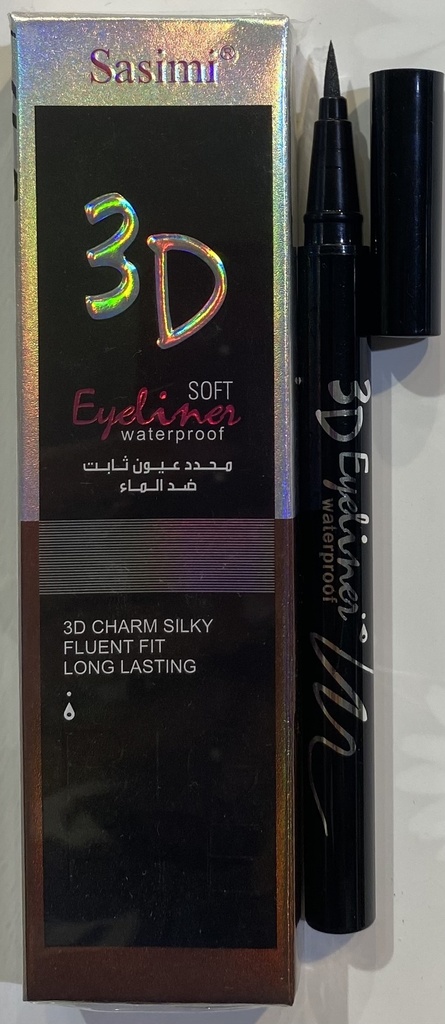 Sasimi®
3D
SOFT
Eyeliner
waterproof
محدد عيون ثابت
ضد الماء
3D CHARM SILKY
FLUENT FIT
LONG LASTING
3D Eyeliner
waterproof